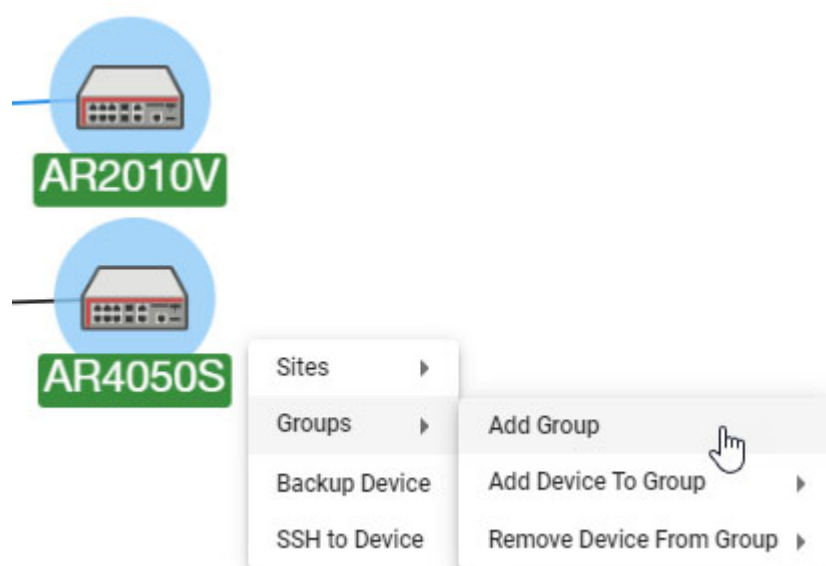 AR2010V
AR4050S
Sites
Groups
Add Group
Backup Device
Add Device To Group
SSH to Device
Remove Device From Group